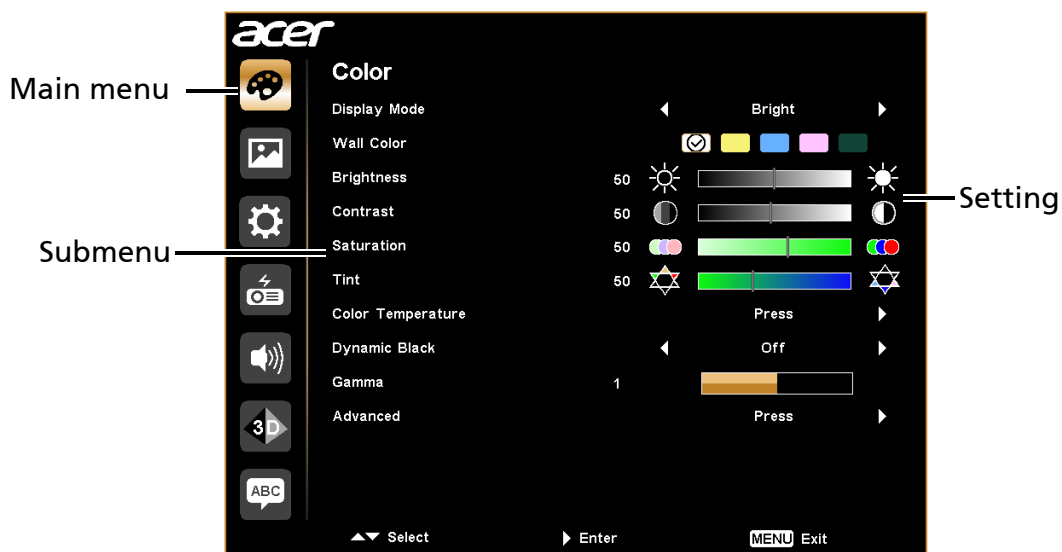 acer
Color
Main menu
Display Mode Bright
Wall Color
Brightness 50
Setting
Contrast 50
Submenu
Saturation 50
Tint 50
Color Temperature Press
Dynamic Black Off
Gamma 1
3D
Advanced Press
ABC
Select Enter MENU Exit